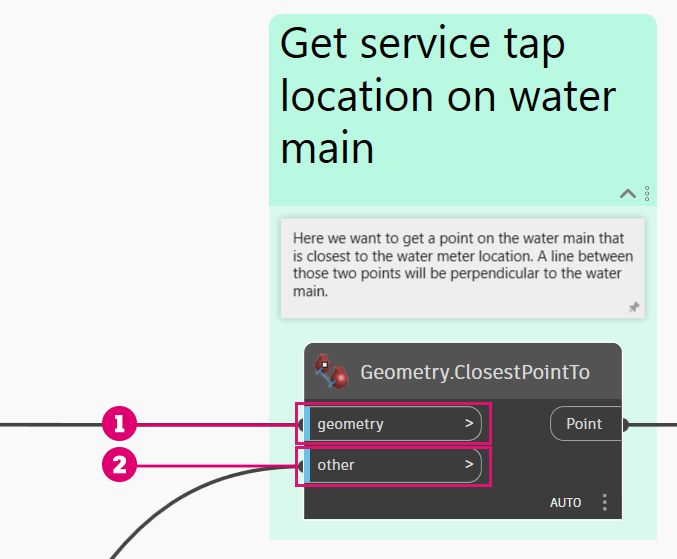 Get service tap
location on water
main
Here we want to get a point on the water main that
is closest to the water meter location. A line between
those two points will be perpendicular to the water
main.
Geometry.ClosestPointTo
1
geometry >
Point
2
other >
AUTO